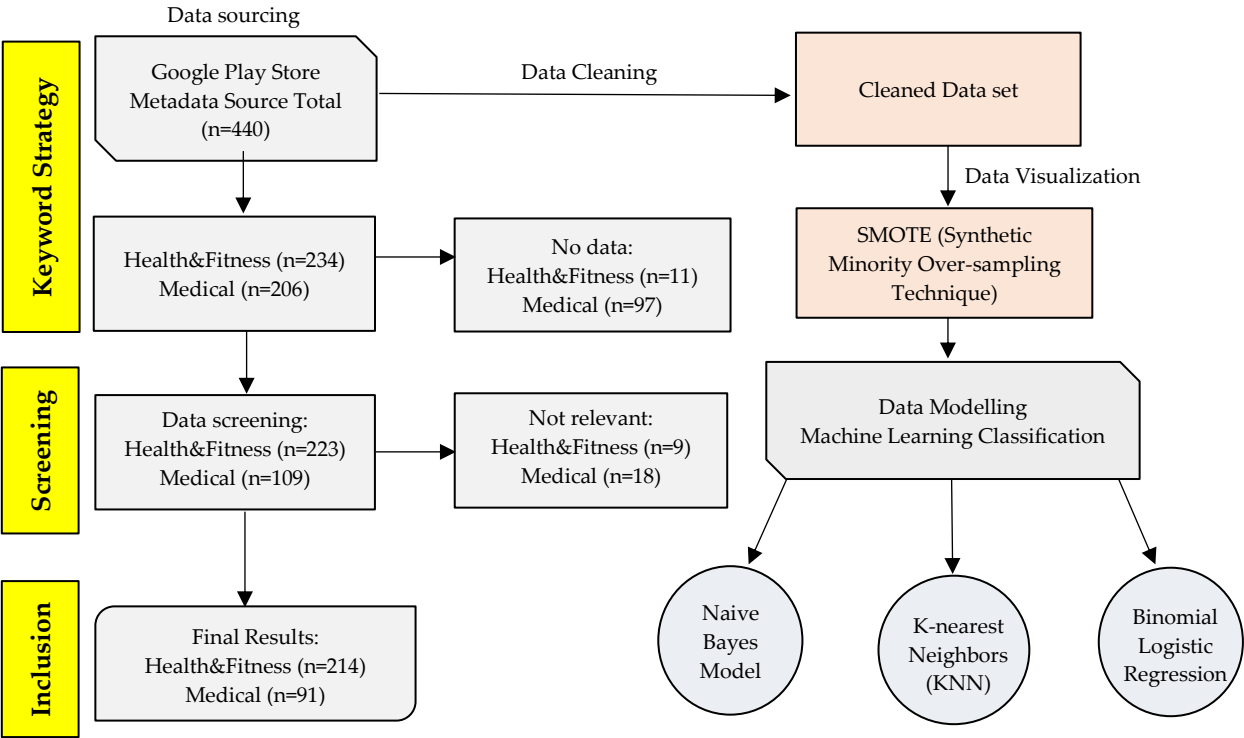 Data sourcing
Keyword Strategy
Google Play Store
Metadata Source Total
(n=440)
Data Cleaning
Cleaned Data set
Data Visualization
Health&Fitness (n=234)
Medical (n=206)
No data:
Health&Fitness (n=11)
Medical (n=97)
SMOTE (Synthetic
Minority Over-sampling
Technique)
Screening
Data screening:
Health&Fitness (n=223)
Medical (n=109)
Not relevant:
Health&Fitness (n=9)
Medical (n=18)
Data Modelling
Machine Learning Classification
Inclusion
Final Results:
Health&Fitness (n=214)
Medical (n=91)
Naive
Bayes
Model
K-nearest
Neighbors
(KNN)
Binomial
Logistic
Regression